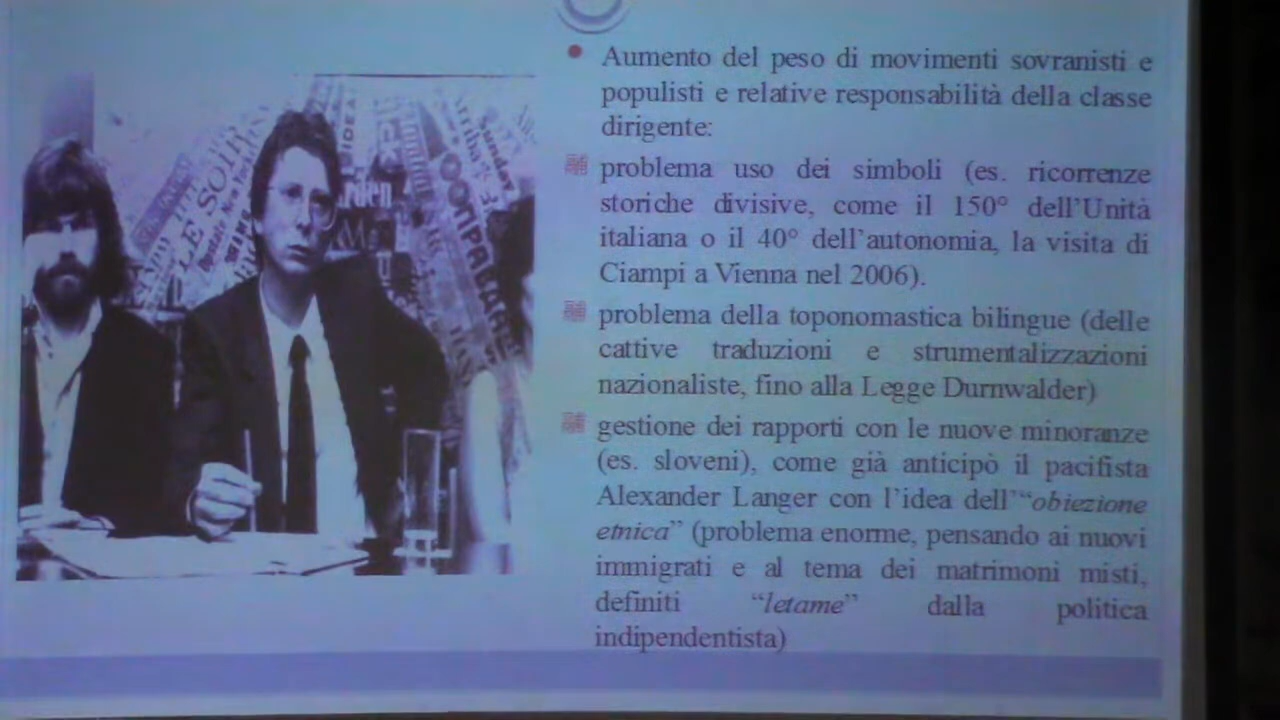 LE SOIR
Aumento del peso di movimenti sovranisti e
populisti e relative responsabilità della classe
dirigente:
problema uso dei simboli (es. ricorrenze
storiche divisive, come il 150° dell'Unità
italiana o il 40° dell'autonomia, la visita di
Ciampi a Vienna nel 2006).
problema della toponomastica bilingue (delle
cattive traduzioni e strumentalizzazioni
nazionaliste, fino alla Legge Durnwalder)
gestione dei rapporti con le nuove minoranze
(es. sloveni), come già anticipò il pacifista
Alexander Langer con l'idea dell'“obiezione
etnica” (problema enorme, pensando ai nuovi
immigrati e al tema dei matrimoni misti,
definiti “letame” dalla politica
indipendentista)